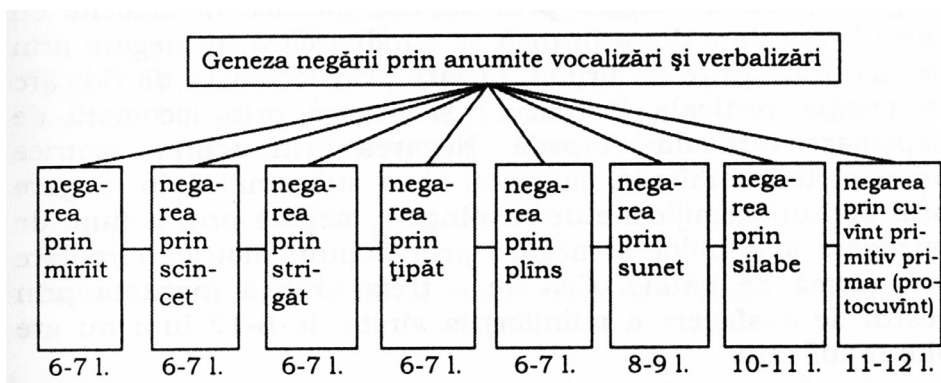 Geneza negării prin anumite vocalizări şi verbalizări
nega-
rea
prin
mîriit
6-7 l.
nega-
rea
prin
scîn-
cet
6-7 l.
nega-
rea
prin
stri-
găt
6-7 l.
nega-
rea
prin
ţipăt
6-7 l.
nega-
rea
prin
plîns
6-7 l.
nega-
rea
prin
sunet
8-9 l.
nega-
rea
prin
silabe
10-11 l.
negarea
prin cu-
vînt pri-
mitiv pri-
mar (pro-
tocuvînt)
11-12 l.